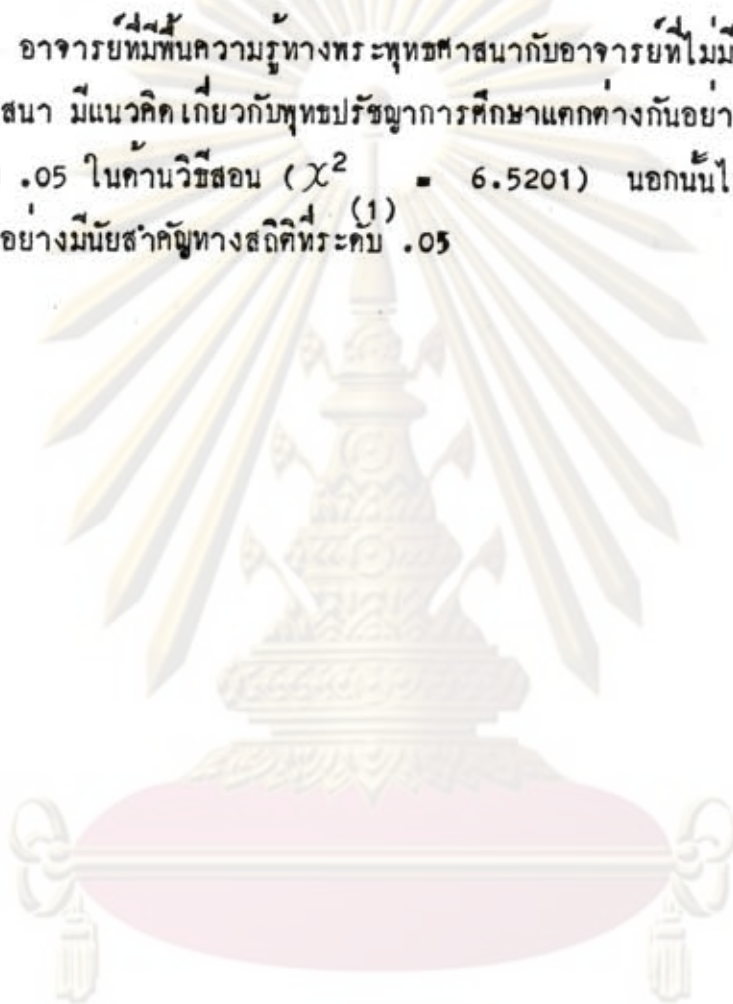 อาจารย์ที่มีพื้นความรู้ทางพระพุทธศาสนากับอาจารย์ที่ไม่มี
สนา มีแนวคิดเกี่ยวกับพุทธปรัชญาการศึกษาแตกต่างกันอย่า
.05 ในด้านวิธีสอน (χ² = 6.5201) นอกนั้นไ
(1)
อย่างมีนัยสำคัญทางสถิติที่ระดับ .05